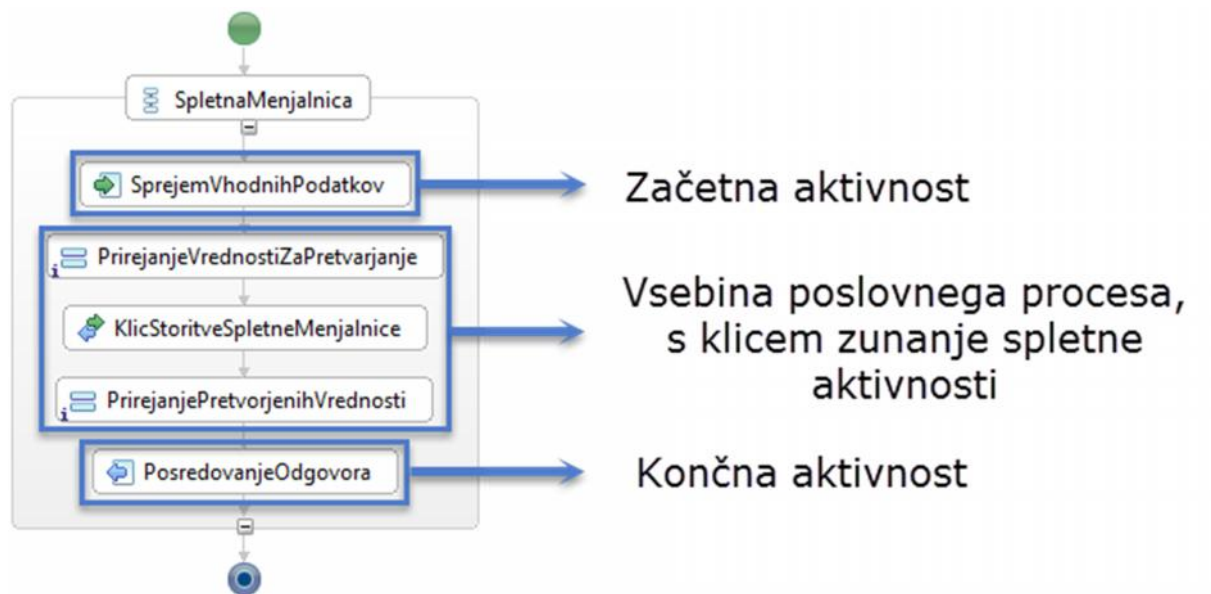 SpletnaMenjalnica
SprejemVhodnihPodatkov
Začetna aktivnost
i PrirejanjeVrednostiZaPretvarjanje
KlicStoritveSpletneMenjalnice
i PrirejanjePretvorjenihVrednosti
Vsebina poslovnega procesa,
s klicem zunanje spletne
aktivnosti
PosredovanjeOdgovora
Končna aktivnost